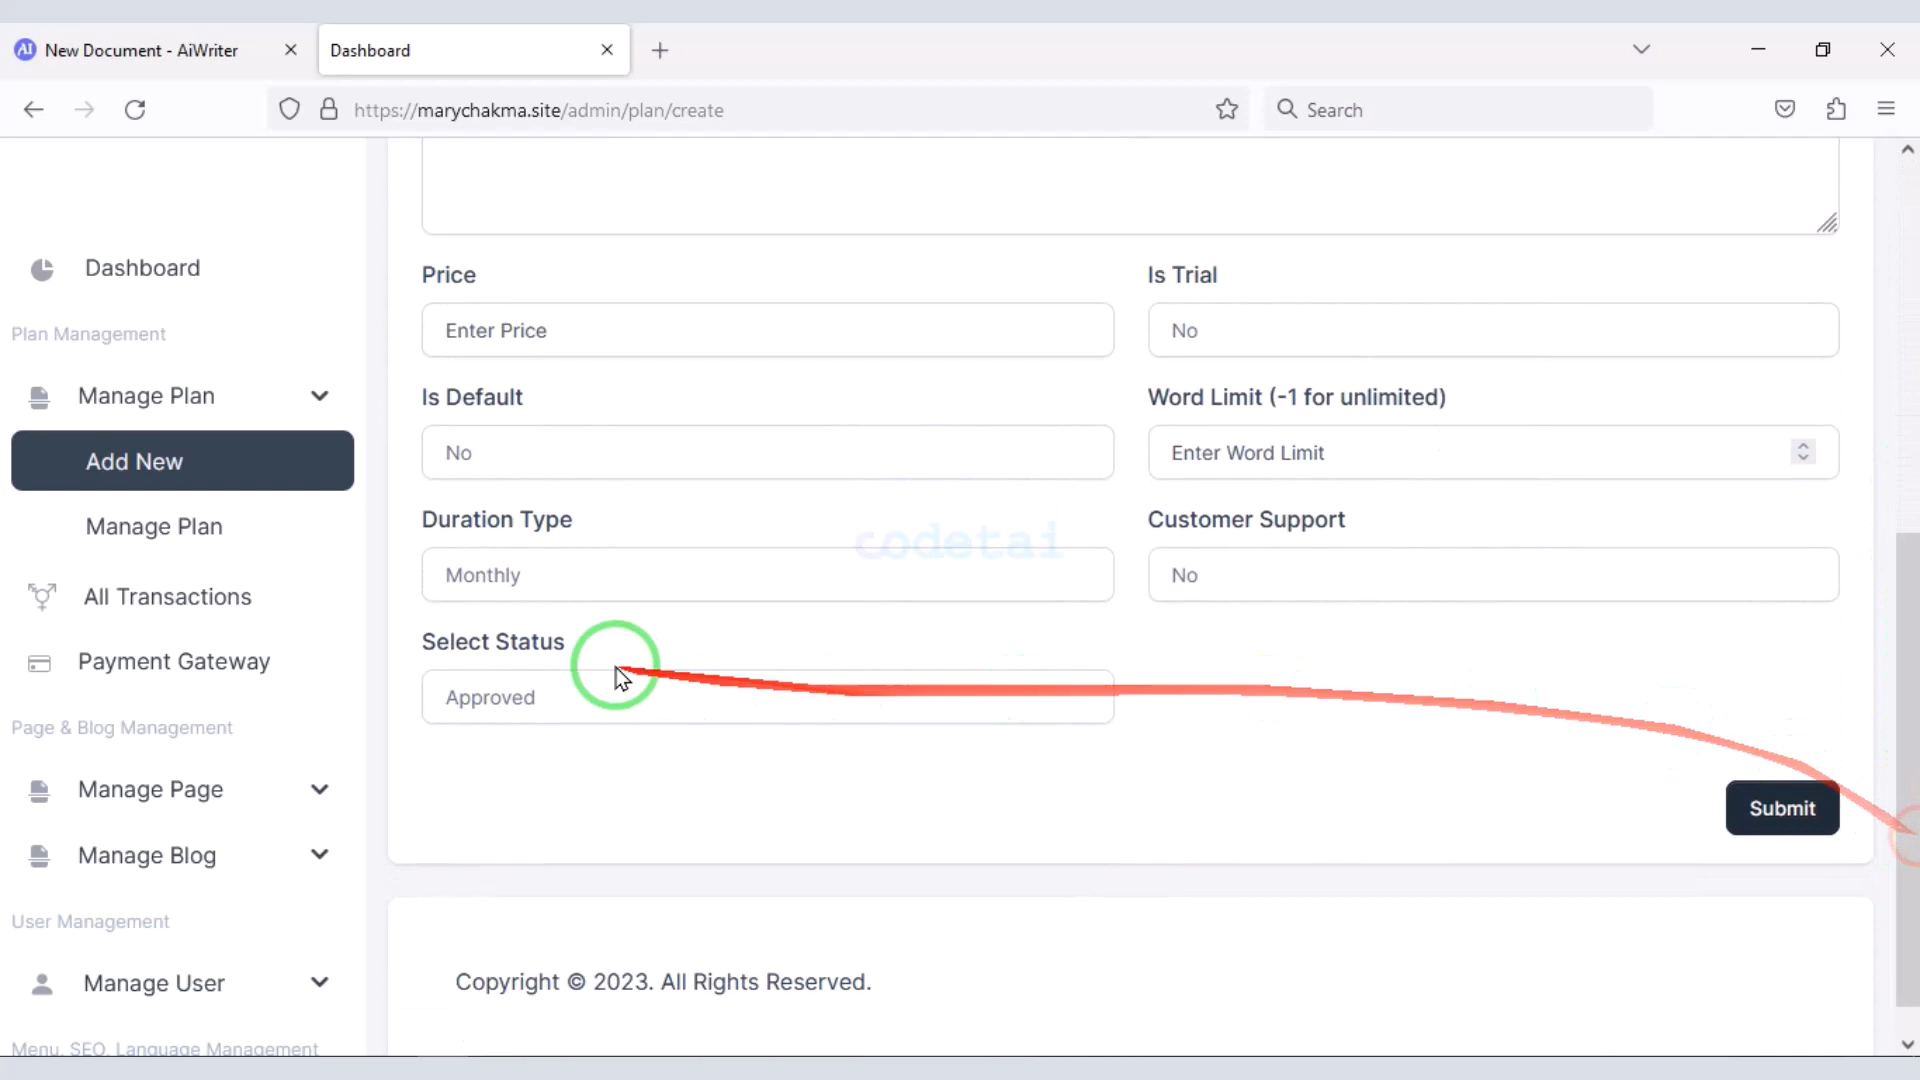 New Document - AiWriter
Dashboard
https://marychakma.site/admin/plan/create
Search
Dashboard
Plan Management
Manage Plan
Add New
Manage Plan
All Transactions
Payment Gateway
Page & Blog Management
Manage Page
Manage Blog
User Management
Manage User
Menu, SEO, Language Management
Price
Enter Price
Is Trial
No
Is Default
No
Word Limit (-1 for unlimited)
Enter Word Limit
Duration Type
Monthly
Customer Support
No
codetai
Select Status
Approved
Submit
Copyright © 2023. All Rights Reserved.